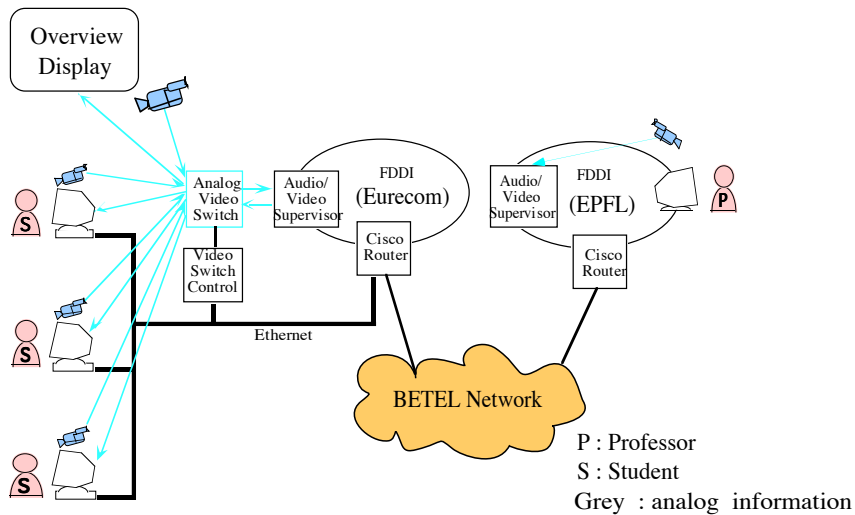 Overview
Display
Analog
Video
Switch
Audio/
Video
Supervisor
FDDI
(Eurecom)
Cisco
Router
Audio/
Video
Supervisor
FDDI
(EPFL)
P
Cisco
Router
S
Video
Switch
Control
Ethernet
S
BETEL Network
S
P : Professor
S : Student
Grey : analog information